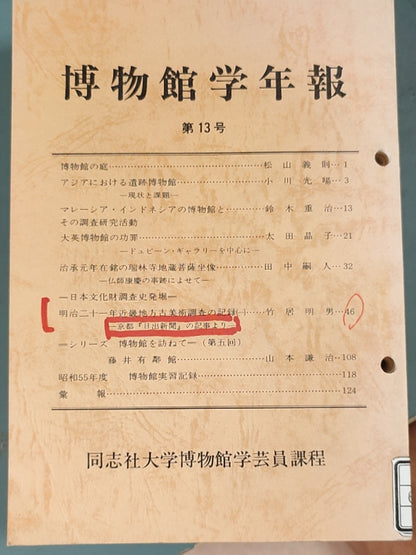 博物館学年報
第13号
博物館の庭……………………………松山義則…1
アジアにおける遺跡博物館……………小川光暘…3
―現状と課題―
マレーシア・インドネシアの博物館と…鈴木重治…13
その調査研究活動
大英博物館の功罪………………………太田晶子…21
―ドュビーン・ギャラリーを中心に―
治承元年在銘の瑞林寺地蔵菩薩坐像……田中嗣人…32
―仏師康慶の事跡によせて―
―日本文化財調査史発掘―
明治二十一年近畿地方古美術調査の記録(一)…竹居明男…46
―京都『日出新聞』の記事より―
―シリーズ 博物館を訪ねて―(第五回)
藤井有鄰館……………………………山本謙治…108
昭和55年度 博物館実習記録……………………118
彙報……………………………………………124
同志社大学博物館学芸員課程